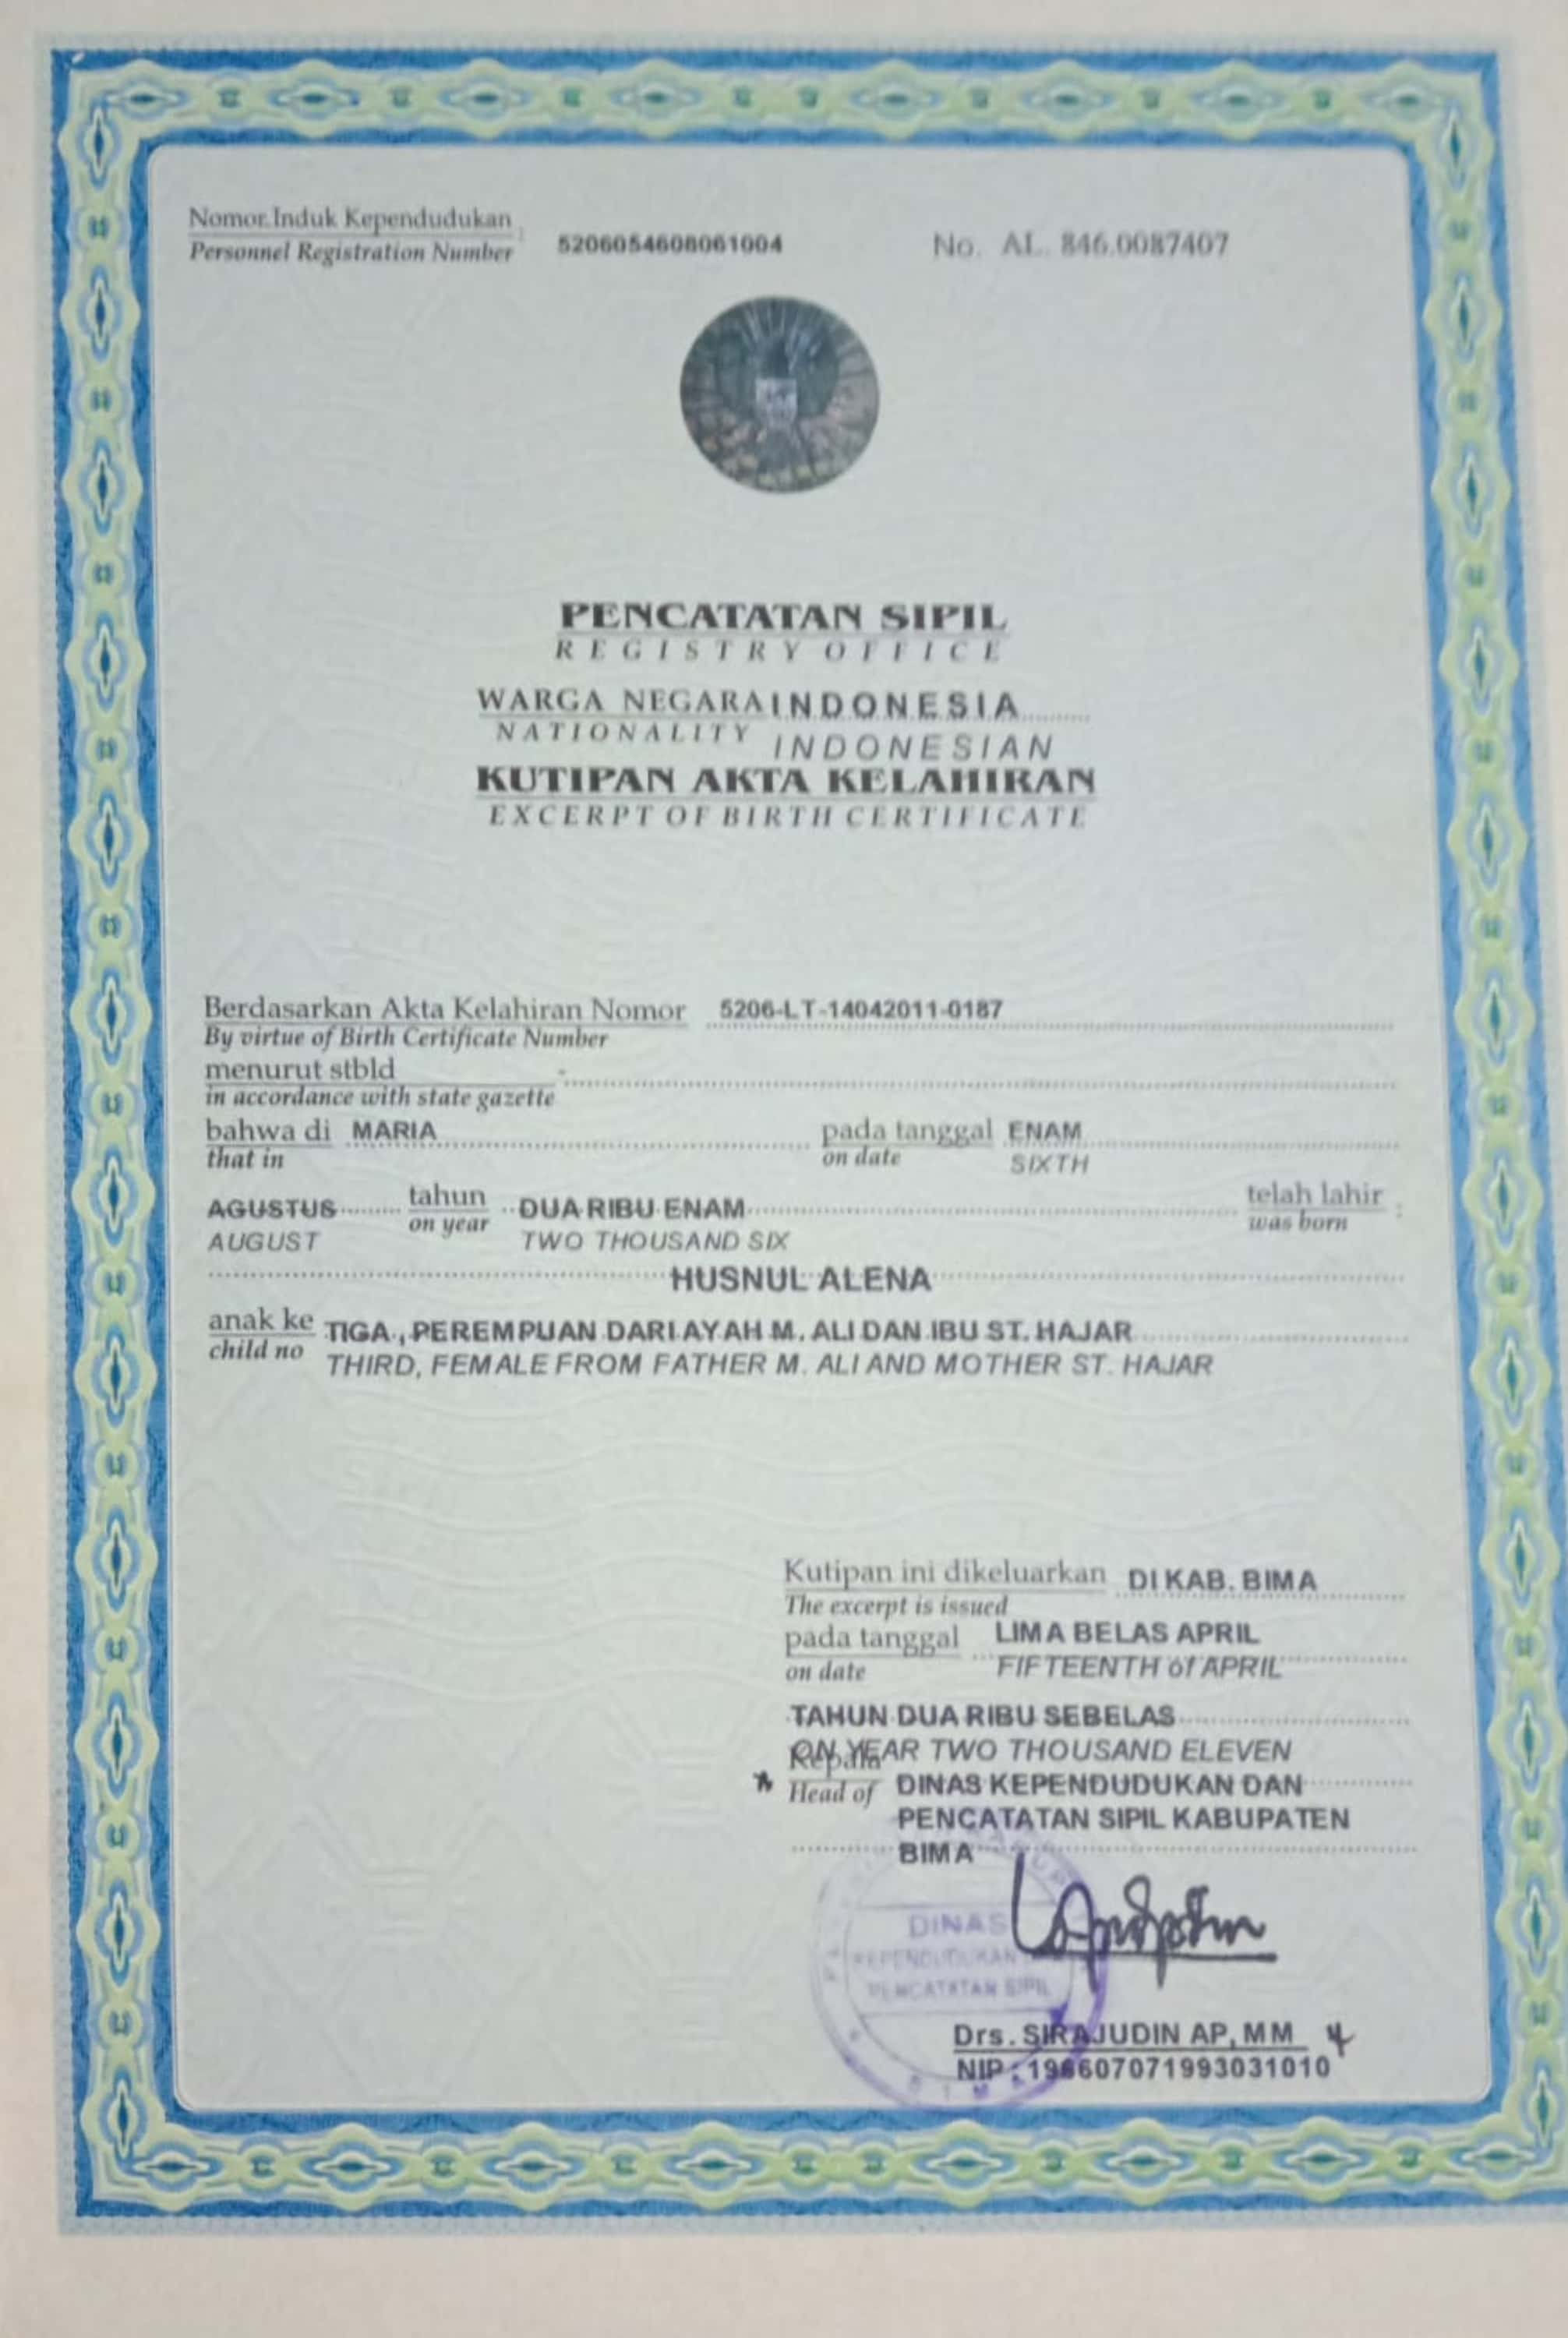 Nomor Induk Kependudukan :
Personnel Registration Number
5206054608061004
No. AL. 846.0087407
PENCATATAN SIPIL
REGISTRY OFFICE
WARGA NEGARA INDONESIA
NATIONALITY INDONESIAN
KUTIPAN AKTA KELAHIRAN
EXCERPT OF BIRTH CERTIFICATE
Berdasarkan Akta Kelahiran Nomor 5206-LT-14042011-0187
By virtue of Birth Certificate Number
menurut stbld -
in accordance with state gazette
bahwa di MARIA pada tanggal ENAM
that in on date SIXTH
AGUSTUS tahun DUA RIBU ENAM telah lahir :
AUGUST on year TWO THOUSAND SIX was born
HUSNUL ALENA
anak ke TIGA, PEREMPUAN DARI AYAH M. ALI DAN IBU ST. HAJAR
child no THIRD, FEMALE FROM FATHER M. ALI AND MOTHER ST. HAJAR
Kutipan ini dikeluarkan DI KAB. BIMA
The excerpt is issued
pada tanggal LIMA BELAS APRIL
on date FIFTEENTH of APRIL
TAHUN DUA RIBU SEBELAS
ON YEAR TWO THOUSAND ELEVEN
Kepala
Head of DINAS KEPENDUDUKAN DAN
PENCATATAN SIPIL KABUPATEN
BIMA
DINAS
KEPENDUDUKAN
PENCATATAN SIPIL
BIMA
Drs. SIRAJUDIN AP, MM
NIP : 196607071993031010